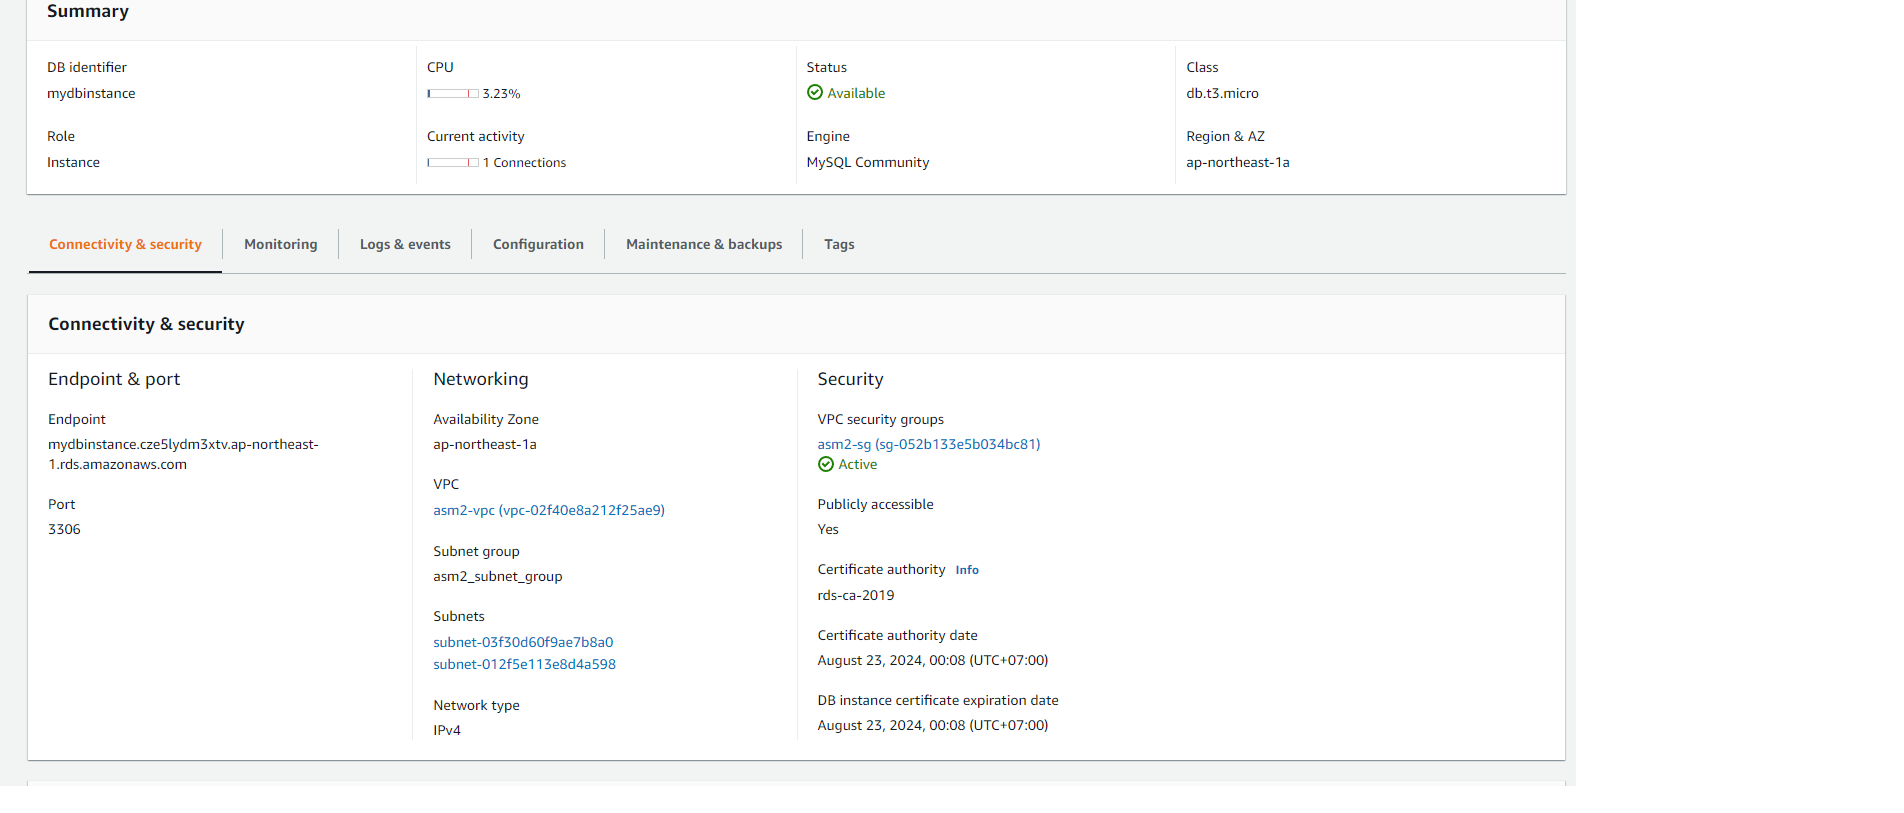 Summary
DB identifier
mydbinstance
CPU
3.23%
Status
Available
Class
db.t3.micro
Role
Instance
Current activity
1 Connections
Engine
MySQL Community
Region & AZ
ap-northeast-1a
Connectivity & security
Monitoring
Logs & events
Configuration
Maintenance & backups
Tags
Connectivity & security
Endpoint & port
Endpoint
mydbinstance.cze5lydm3xtv.ap-northeast-
1.rds.amazonaws.com
Port
3306
Networking
Availability Zone
ap-northeast-1a
VPC
asm2-vpc (vpc-02f40e8a212f25ae9)
Subnet group
asm2_subnet_group
Subnets
subnet-03f30d60f9ae7b8a0
subnet-012f5e113e8d4a598
Network type
IPv4
Security
VPC security groups
asm2-sg (sg-052b133e5b034bc81)
Active
Publicly accessible
Yes
Certificate authority Info
rds-ca-2019
Certificate authority date
August 23, 2024, 00:08 (UTC+07:00)
DB instance certificate expiration date
August 23, 2024, 00:08 (UTC+07:00)